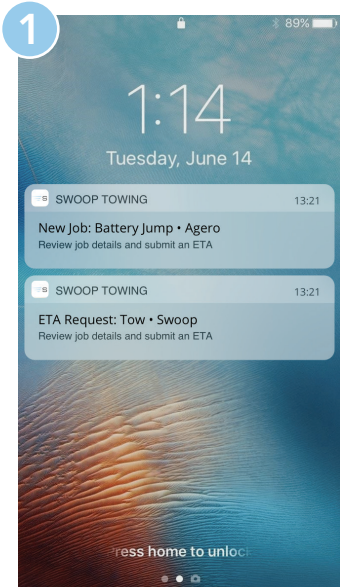 1
89%
1:14
Tuesday, June 14
SWOOP TOWING 13:21
New Job: Battery Jump • Agero
Review job details and submit an ETA
SWOOP TOWING 13:21
ETA Request: Tow • Swoop
Review job details and submit an ETA
ress home to unloc